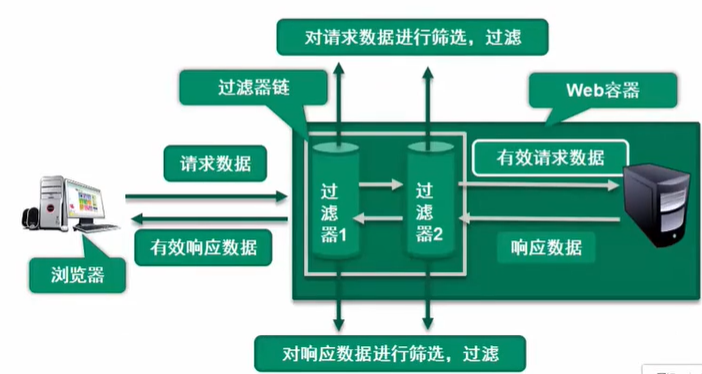 对请求数据进行筛选，过滤
过滤器链
Web容器
请求数据
有效请求数据
过滤器1
过滤器2
有效响应数据
响应数据
浏览器
对响应数据进行筛选，过滤